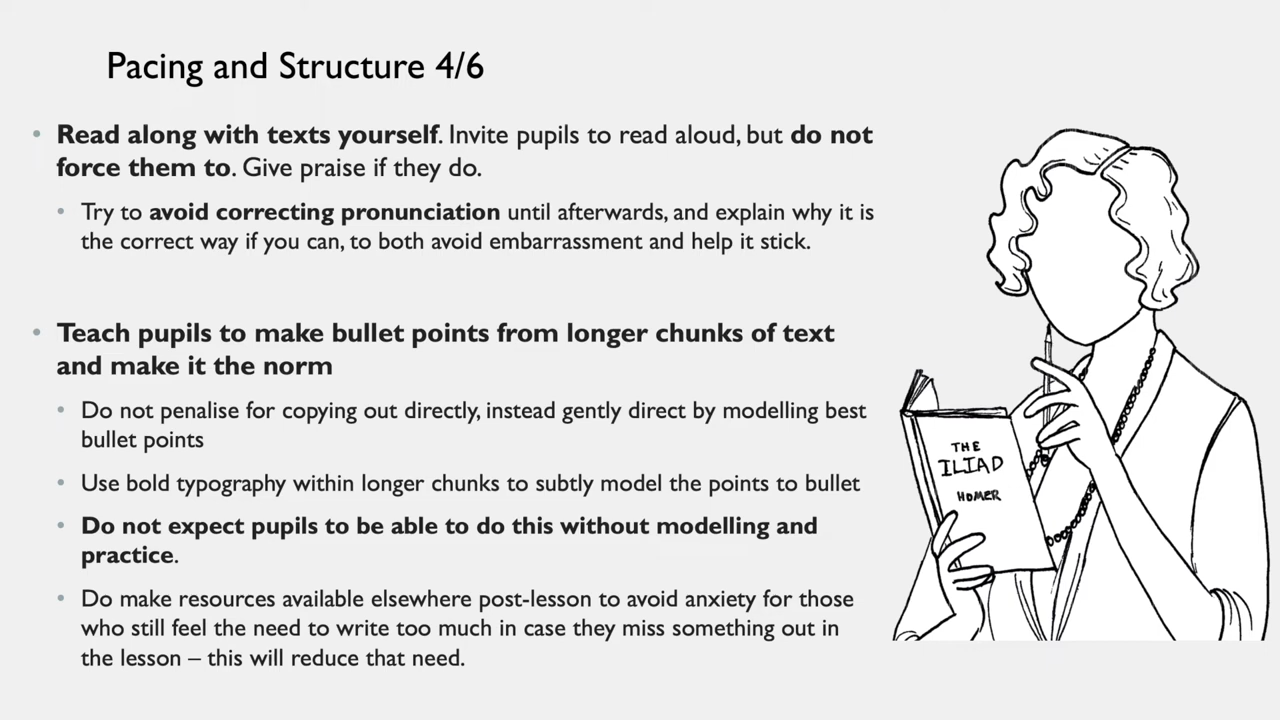 Pacing and Structure 4/6
Read along with texts yourself. Invite pupils to read aloud, but do not
force them to. Give praise if they do.
Try to avoid correcting pronunciation until afterwards, and explain why it is
the correct way if you can, to both avoid embarrassment and help it stick.
Teach pupils to make bullet points from longer chunks of text
and make it the norm
Do not penalise for copying out directly, instead gently direct by modelling best
bullet points
Use bold typography within longer chunks to subtly model the points to bullet
Do not expect pupils to be able to do this without modelling and
practice.
Do make resources available elsewhere post-lesson to avoid anxiety for those
who still feel the need to write too much in case they miss something out in
the lesson – this will reduce that need.
THE
ILIAD
HOMER